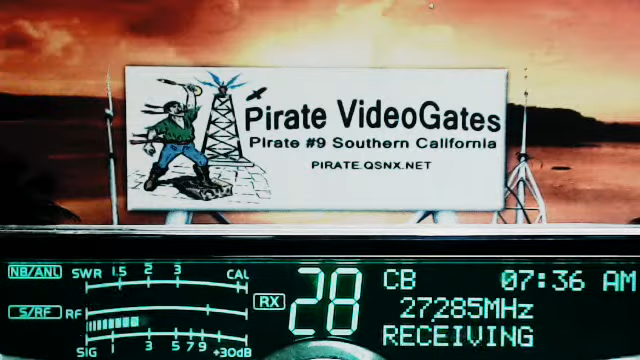 Pirate VideoGates
Pirate #9 Southern California
PIRATE.QSNX.NET
NB/ANL SWR 1.5 2 3 CAL
S/RF RF
SIG 1 3 5 7 9 +30dB
RX 28
CB 07:36 AM
27285MHz
RECEIVING